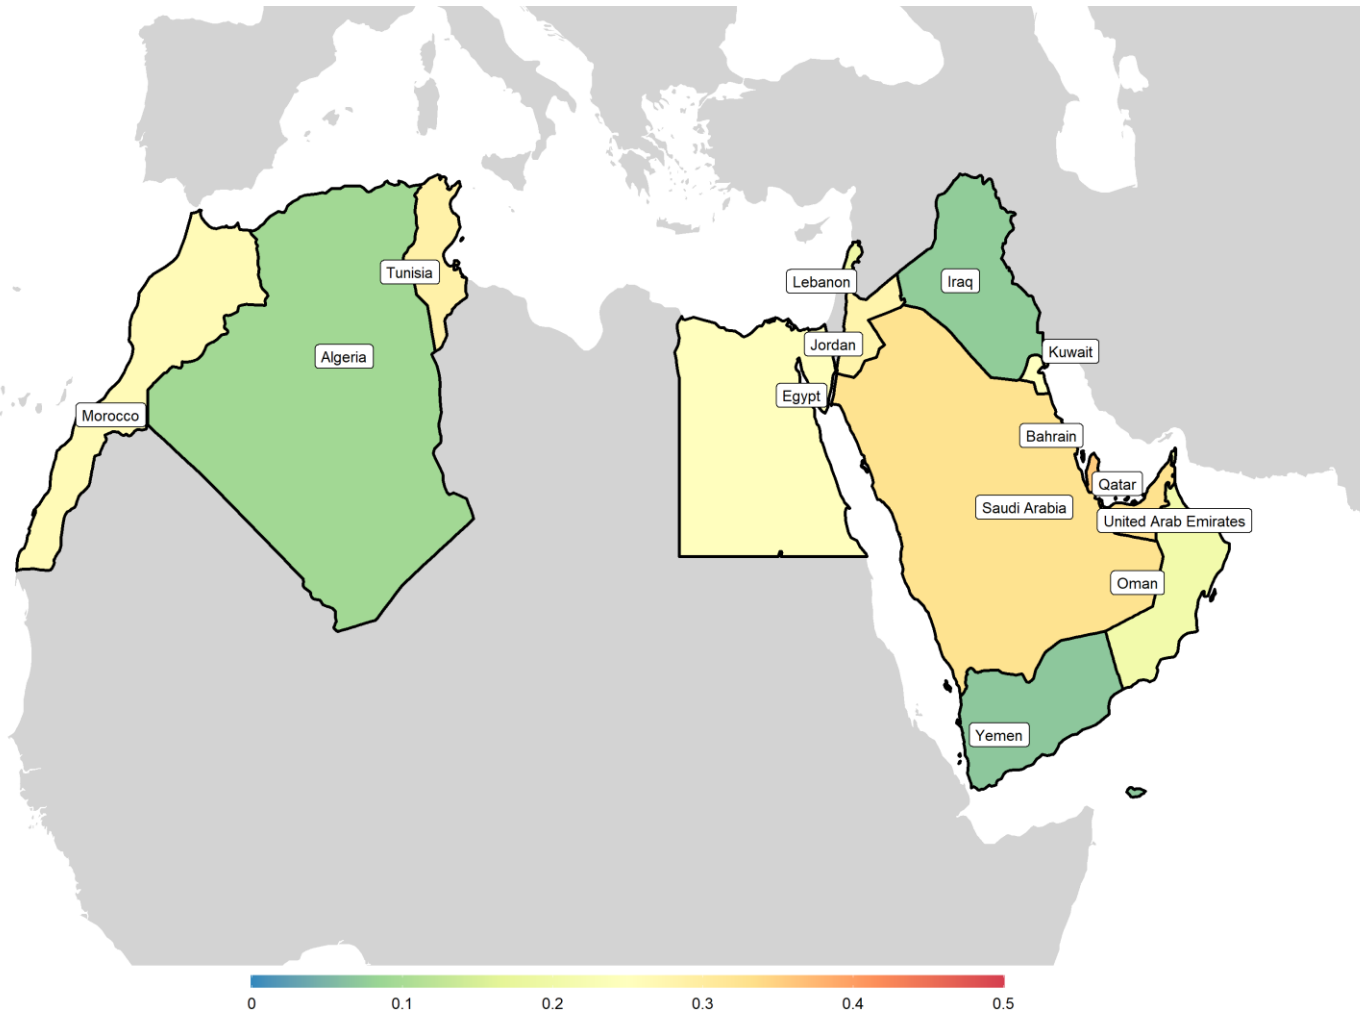 Tunisia
Lebanon
Iraq
Jordan
Kuwait
Algeria
Egypt
Morocco
Bahrain
Qatar
Saudi Arabia
United Arab Emirates
Oman
Yemen
0
0.1
0.2
0.3
0.4
0.5